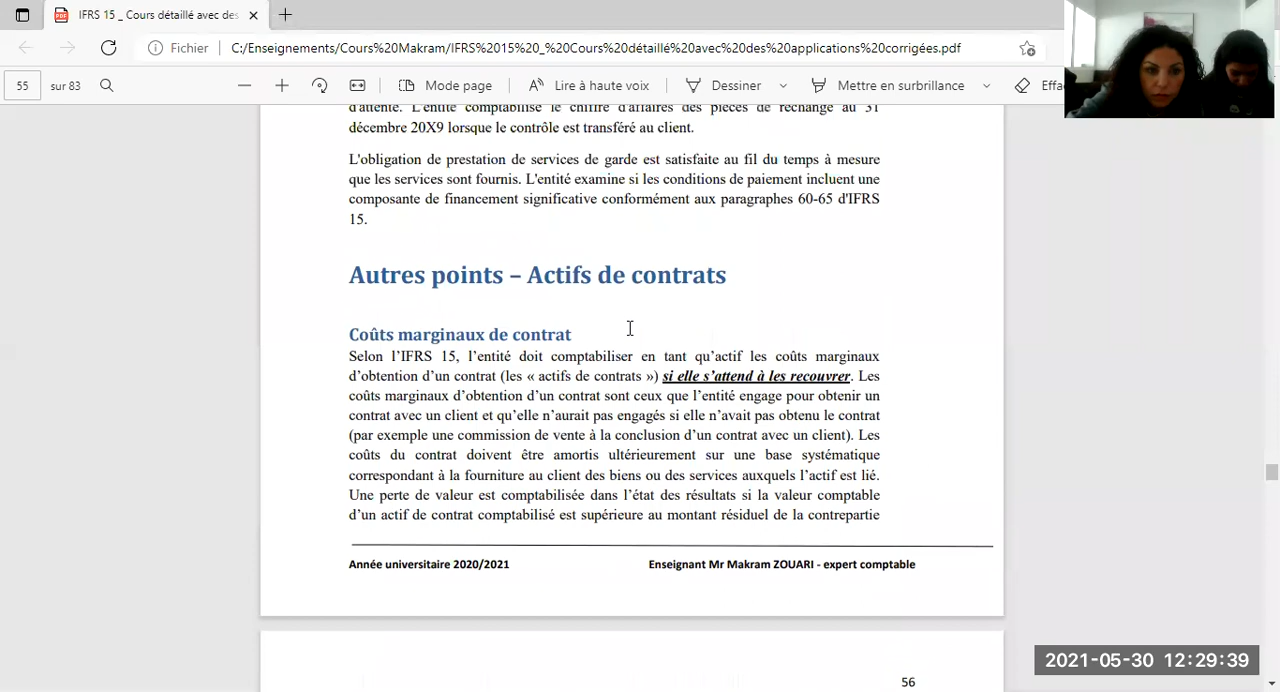 IFRS 15 _ Cours détaillé avec des
Fichier C:/Enseignements/Cours%20Makram/IFRS%2015%20_%20Cours%20détaillé%20avec%20des%20applications%20corrigées.pdf
55 sur 83 Mode page Lire à haute voix Dessiner Mettre en surbrillance Effa
d'attente. L'entité comptabilise le chiffre d'affaires des pièces de rechange au 31
décembre 20X9 lorsque le contrôle est transféré au client.
L'obligation de prestation de services de garde est satisfaite au fil du temps à mesure
que les services sont fournis. L'entité examine si les conditions de paiement incluent une
composante de financement significative conformément aux paragraphes 60-65 d'IFRS
15.
Autres points – Actifs de contrats
Coûts marginaux de contrat
Selon l’IFRS 15, l’entité doit comptabiliser en tant qu’actif les coûts marginaux
d’obtention d’un contrat (les « actifs de contrats ») si elle s’attend à les recouvrer. Les
coûts marginaux d’obtention d’un contrat sont ceux que l’entité engage pour obtenir un
contrat avec un client et qu’elle n’aurait pas engagés si elle n’avait pas obtenu le contrat
(par exemple une commission de vente à la conclusion d’un contrat avec un client). Les
coûts du contrat doivent être amortis ultérieurement sur une base systématique
correspondant à la fourniture au client des biens ou des services auxquels l’actif est lié.
Une perte de valeur est comptabilisée dans l’état des résultats si la valeur comptable
d’un actif de contrat comptabilisé est supérieure au montant résiduel de la contrepartie
Année universitaire 2020/2021 Enseignant Mr Makram ZOUARI - expert comptable
56
2021-05-30 12:29:39